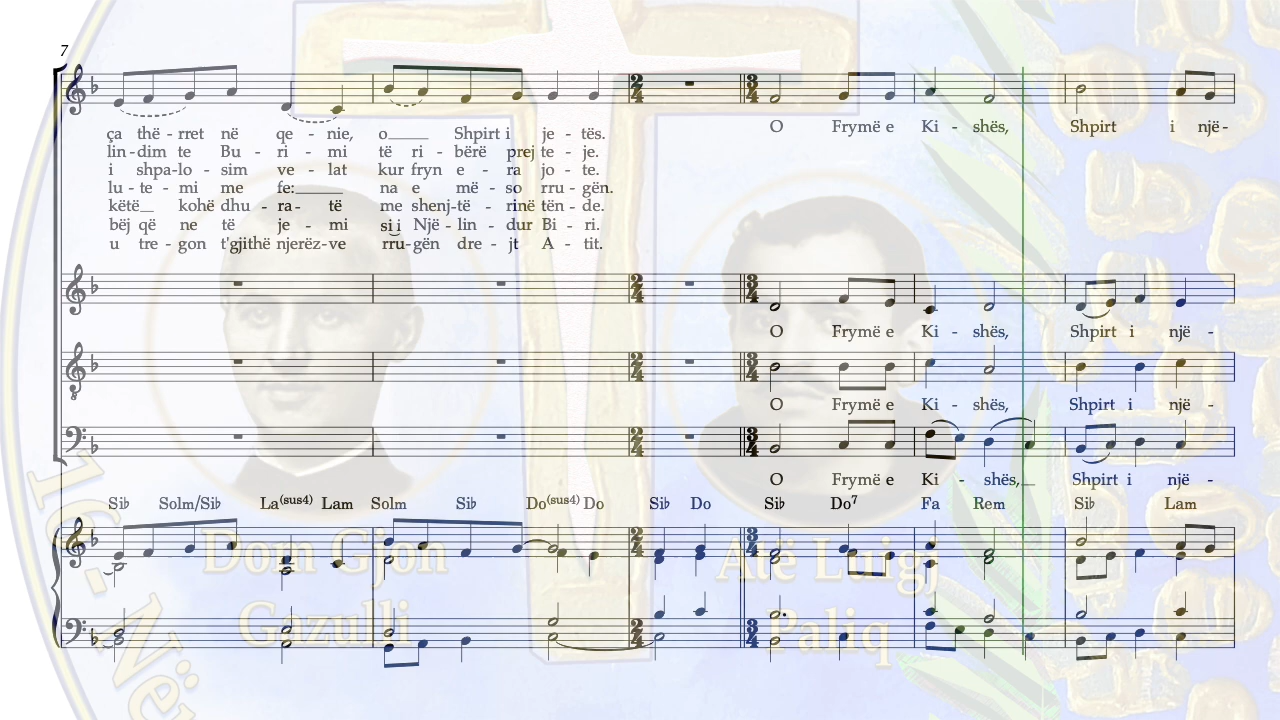 7
ça thë - rret në qe - nie, o____ Shpirt i je - tës.
lin - dim te Bu - ri - mi të ri - bërë prej te - je.
i shpa - lo - sim ve - lat kur fryn e - ra jo - te.
lu - te - mi me fe:____ na e më - so rru - gën.
këtë__ kohë dhu - ra - të me shenj - të - rinë tën - de.
bëj që ne të je - mi si i Një - lin - dur Bi - ri.
u tre - gon t'gjithë njerëz - ve rru - gën dre - jt A - tit.
O Frymë e Ki - shës, Shpirt i një -
O Frymë e Ki - shës, Shpirt i një -
O Frymë e Ki - shës, Shpirt i një -
O Frymë e Ki - shës,__ Shpirt i një -
Si♭ Solm/Si♭ La(sus4) Lam Solm Si♭ Do(sus4) Do Si♭ Do Si♭ Do7 Fa Rem Si♭ Lam
Dom Gjon
Gazulli
Atë Luigj
Paliq
16 - Nën